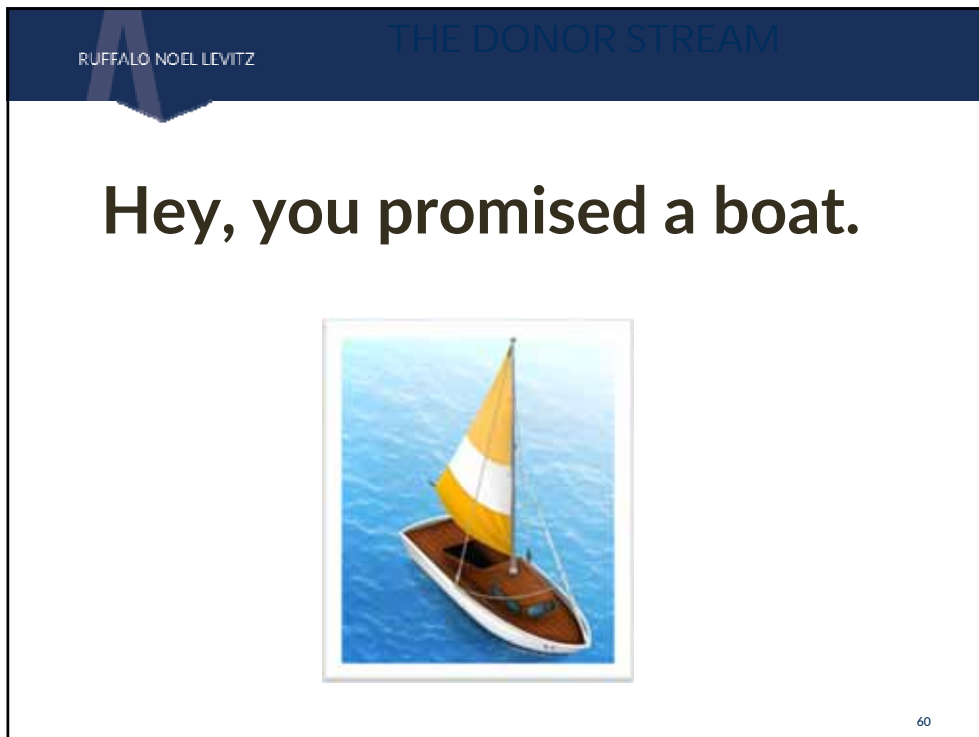 THE DONOR STREAM
RUFFALO NOEL LEVITZ
Hey, you promised a boat.
60